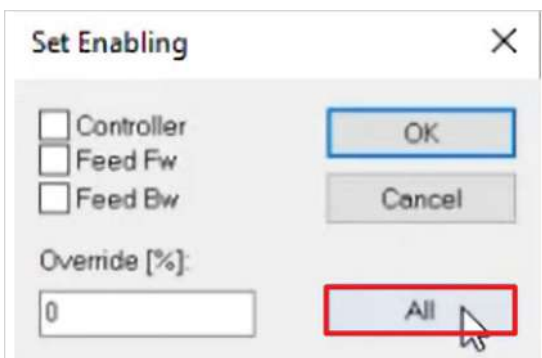 Set Enabling
Controller
OK
Feed Fw
Feed Bw
Cancel
Override [%]:
0
All